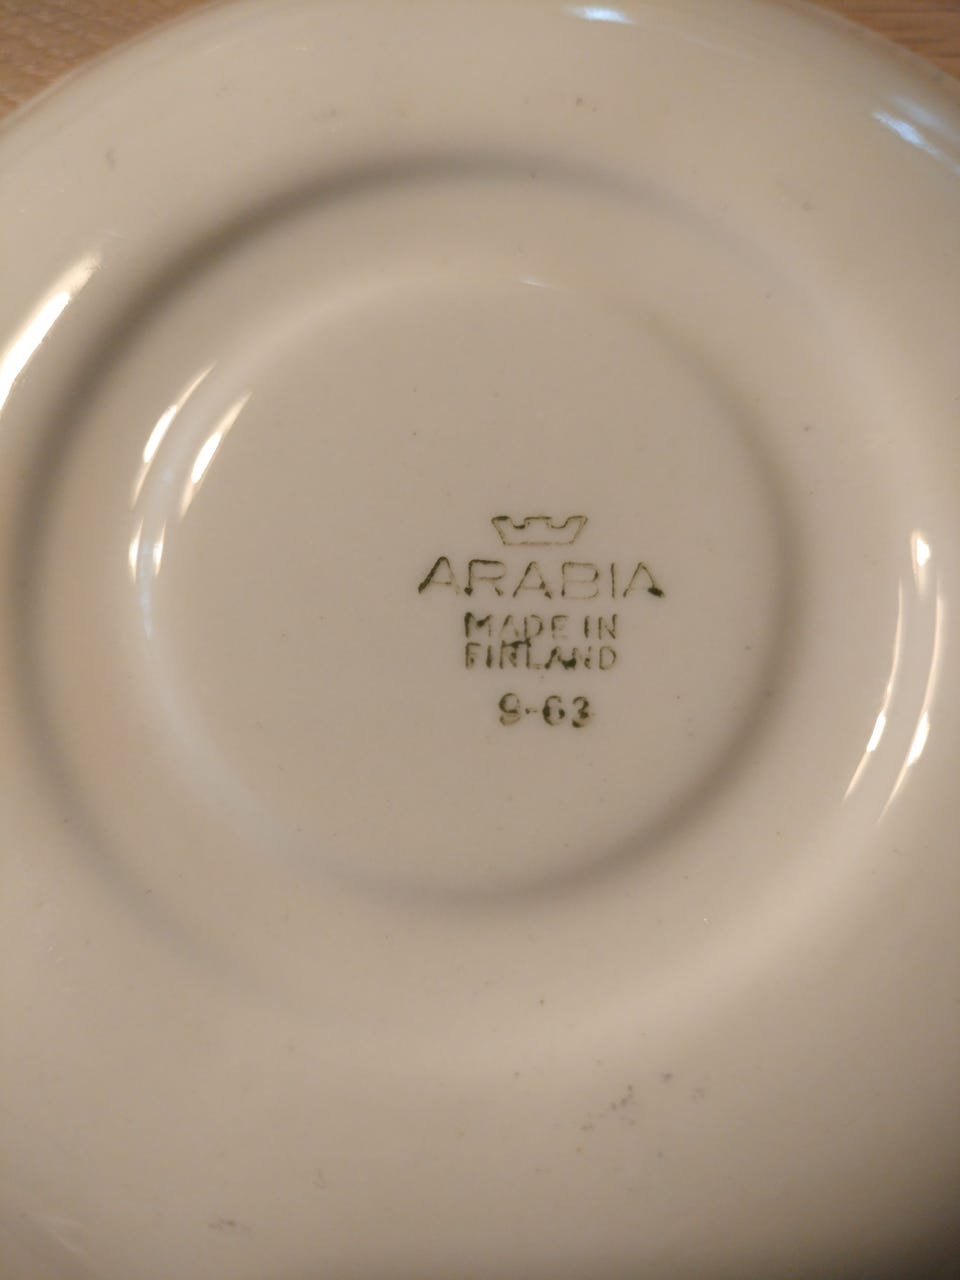 ARABIA
MADE IN
FINLAND
9-63